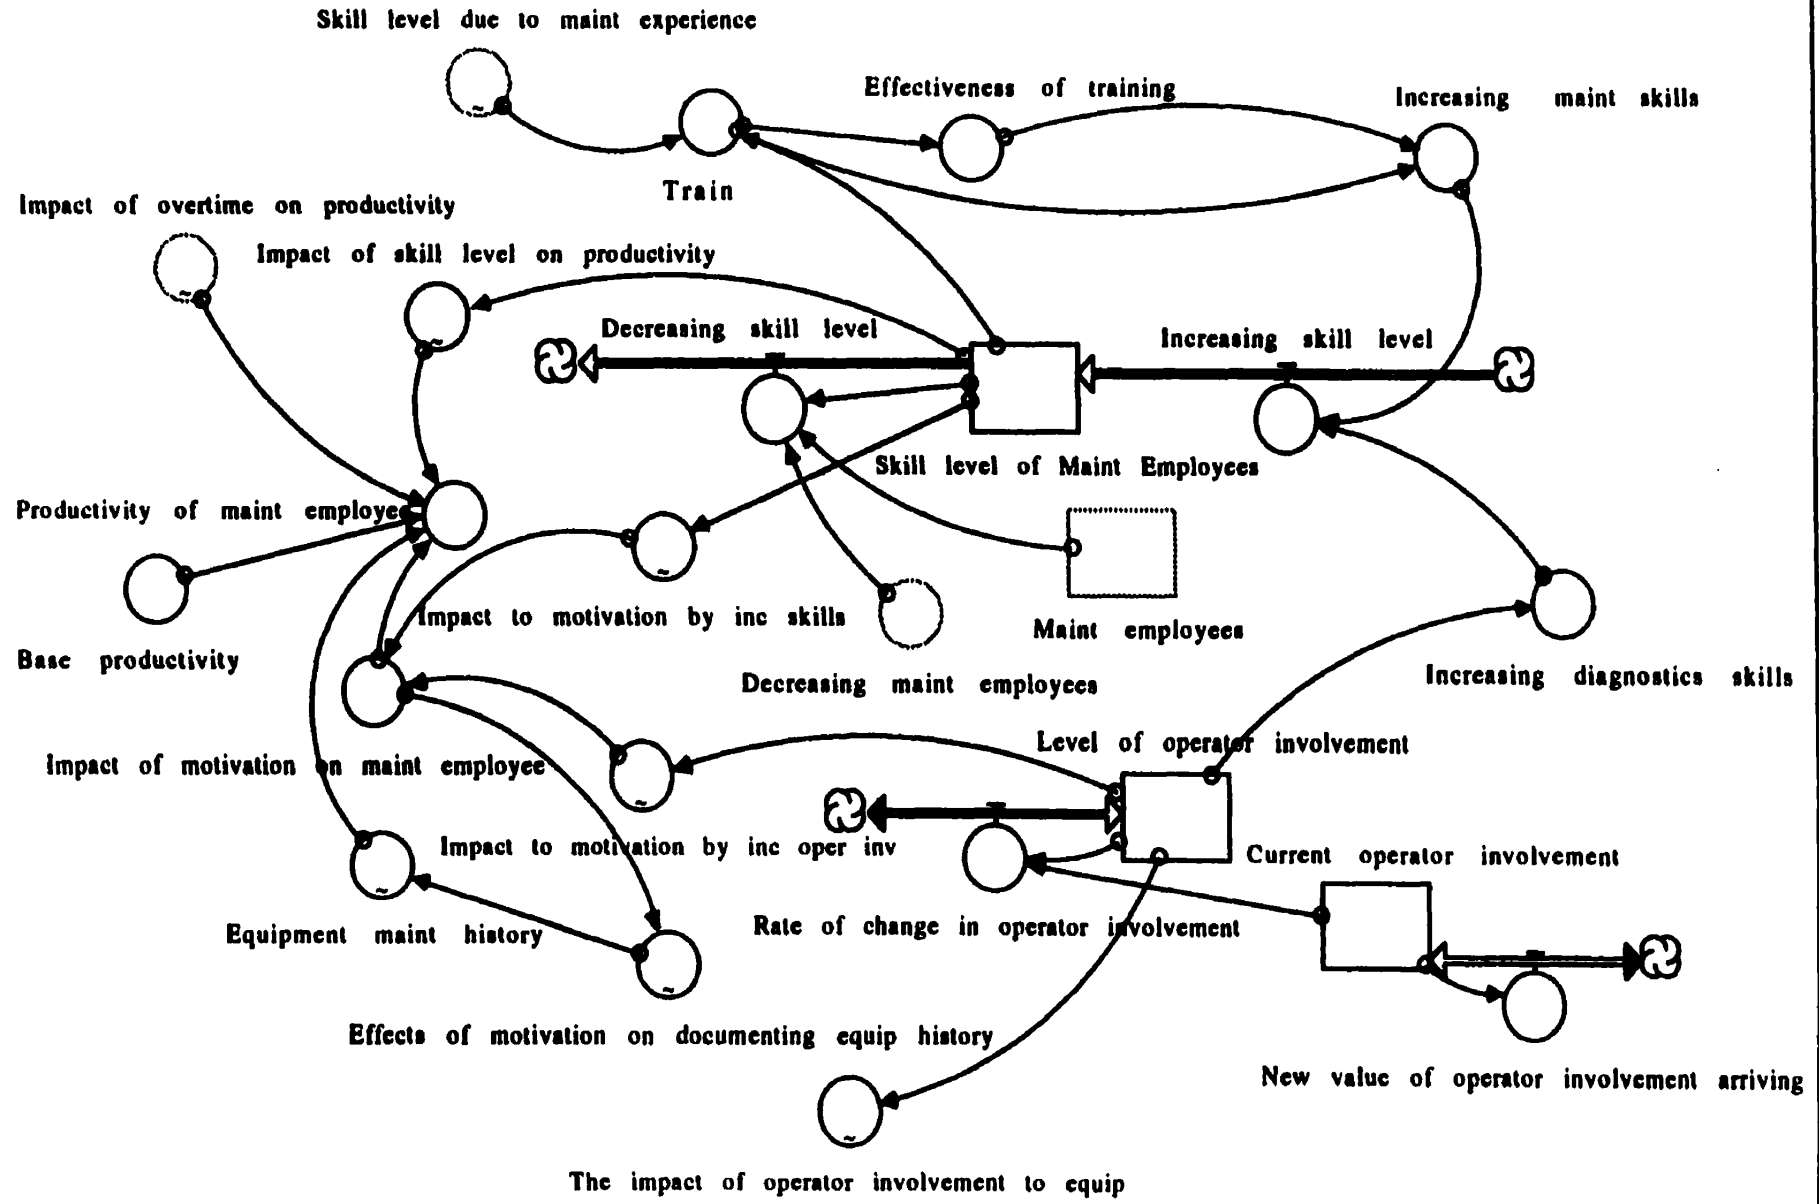 Skill level due to maint experience
Effectiveness of training
Increasing maint skills
Train
Impact of overtime on productivity
Impact of skill level on productivity
Decreasing skill level
Increasing skill level
Skill level of Maint Employees
Productivity of maint employee
Impact to motivation by inc skills
Maint employees
Base productivity
Decreasing maint employees
Increasing diagnostics skills
Level of operator involvement
Impact of motivation on maint employee
Impact to motivation by inc oper inv
Current operator involvement
Rate of change in operator involvement
Equipment maint history
Effects of motivation on documenting equip history
New value of operator involvement arriving
The impact of operator involvement to equip